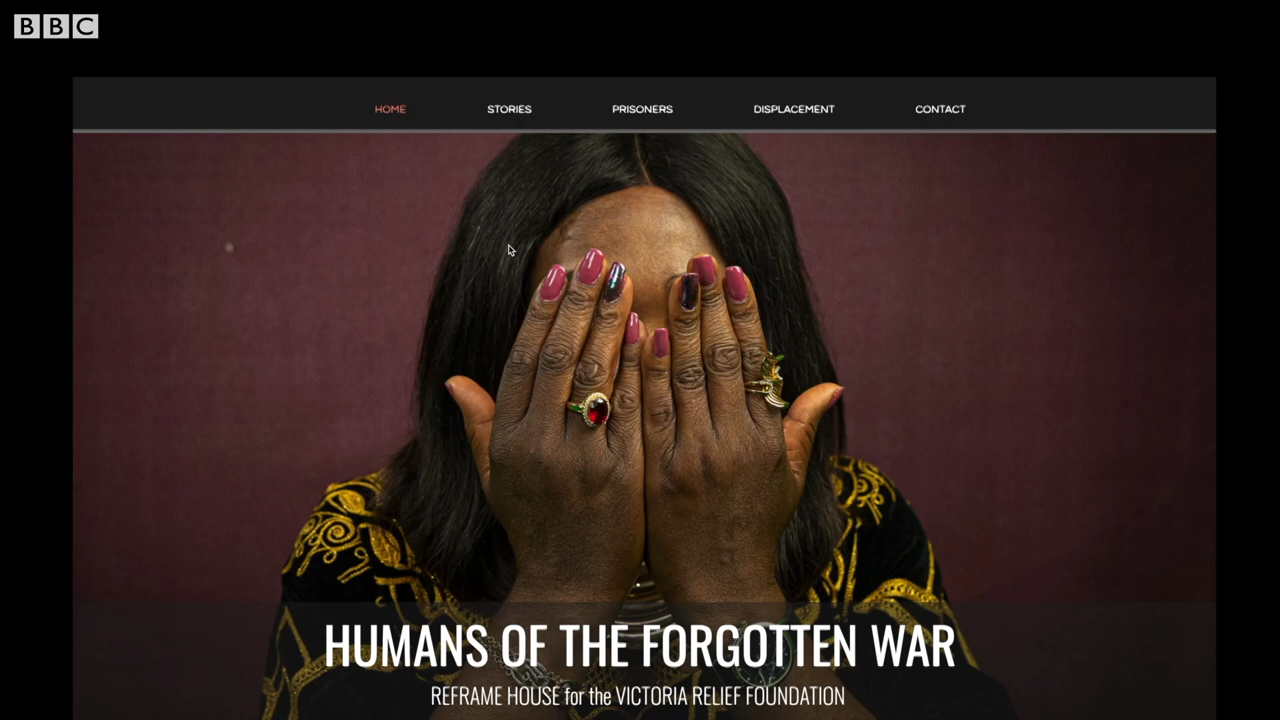 BBC
HOME STORIES PRISONERS DISPLACEMENT CONTACT
HUMANS OF THE FORGOTTEN WAR
REFRAME HOUSE for the VICTORIA RELIEF FOUNDATION